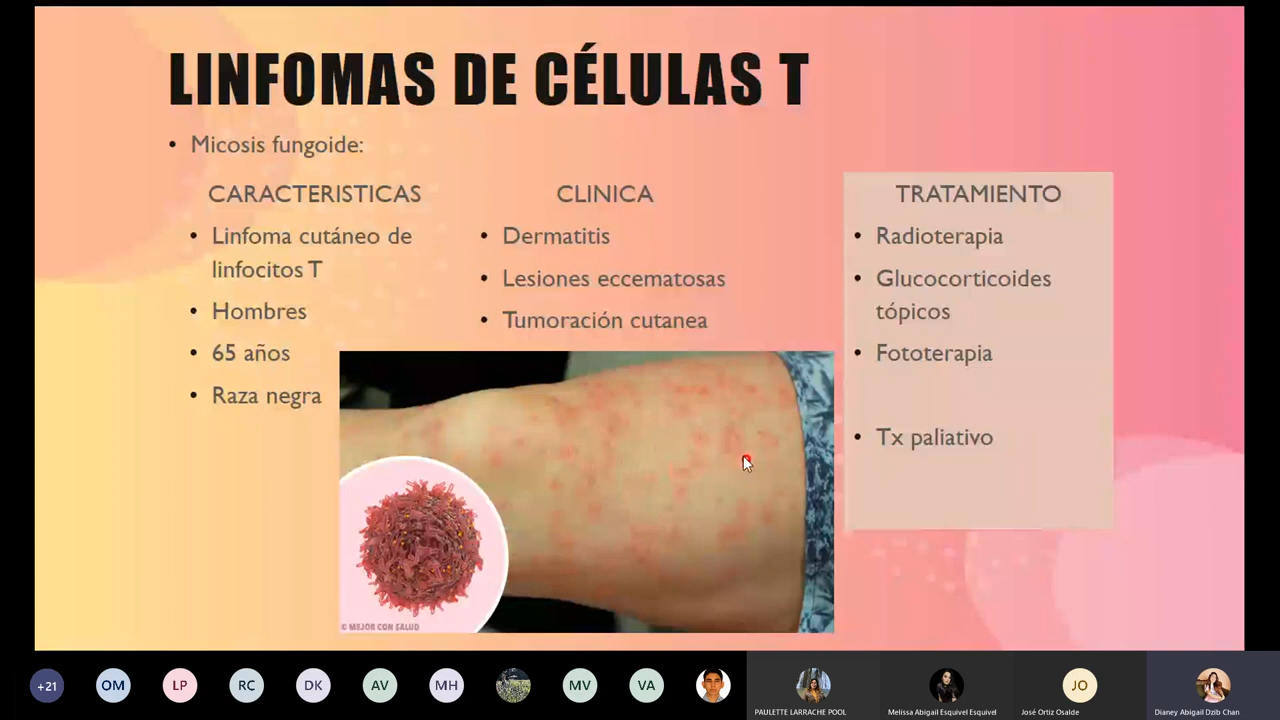 LINFOMAS DE CÉLULAS T
• Micosis fungoide:
CARACTERISTICAS
• Linfoma cutáneo de
linfocitos T
• Hombres
• 65 años
• Raza negra
CLINICA
• Dermatitis
• Lesiones eccematosas
• Tumoración cutanea
TRATAMIENTO
• Radioterapia
• Glucocorticoides
tópicos
• Fototerapia
• Tx paliativo
© MEJOR CON SALUD
+21
OM
LP
RC
DK
AV
MH
MV
VA
JO
PAULETTE LARRACHE POOL
Melissa Abigail Esquivel Esquivel
José Ortiz Osalde
Dianey Abigail Dzib Chan